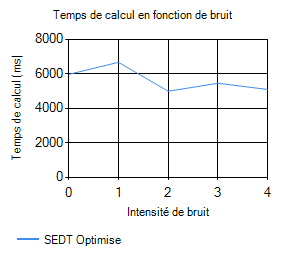 Temps de calcul en fonction de bruit
Temps de calcul [ms]
8000
6000
4000
2000
0
0 1 2 3 4
Intensité de bruit
SEDT Optimise